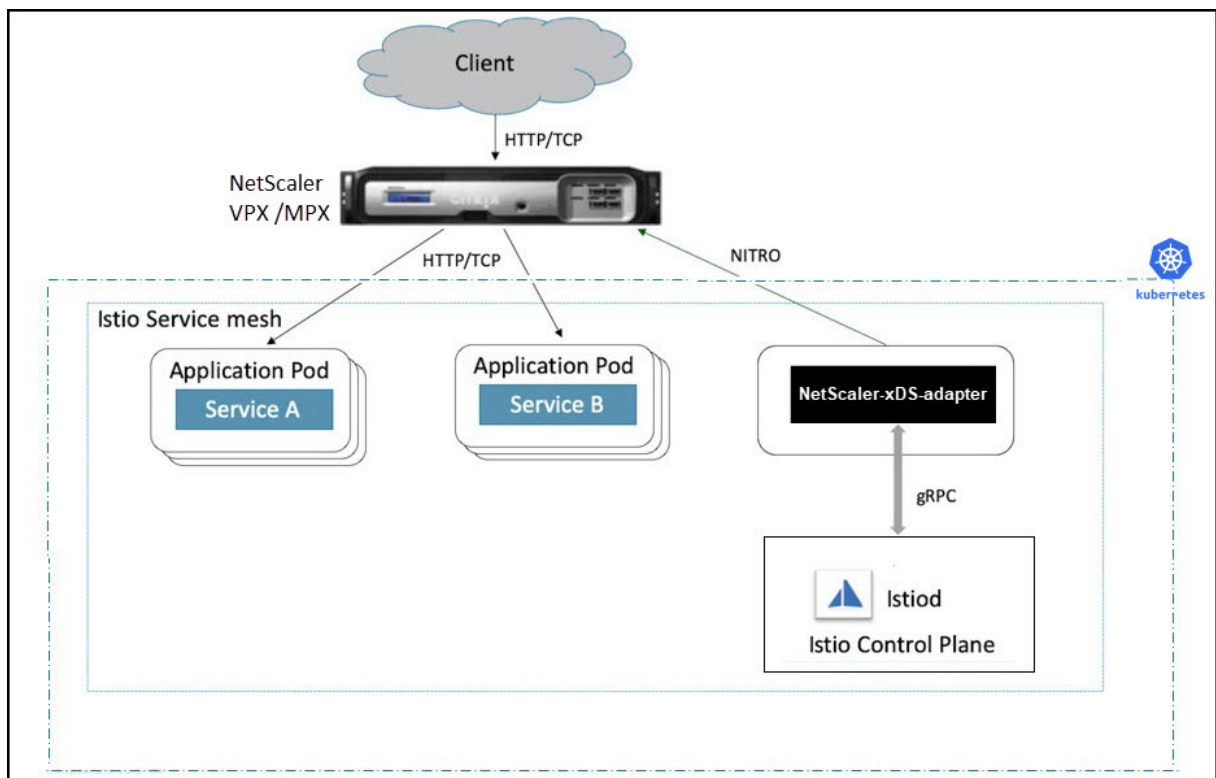 Client
HTTP/TCP
NetScaler
VPX /MPX
CITRIX
HTTP/TCP
NITRO
kubernetes
Istio Service mesh
Application Pod
Service A
Application Pod
Service B
NetScaler-xDS-adapter
gRPC
Istiod
Istio Control Plane